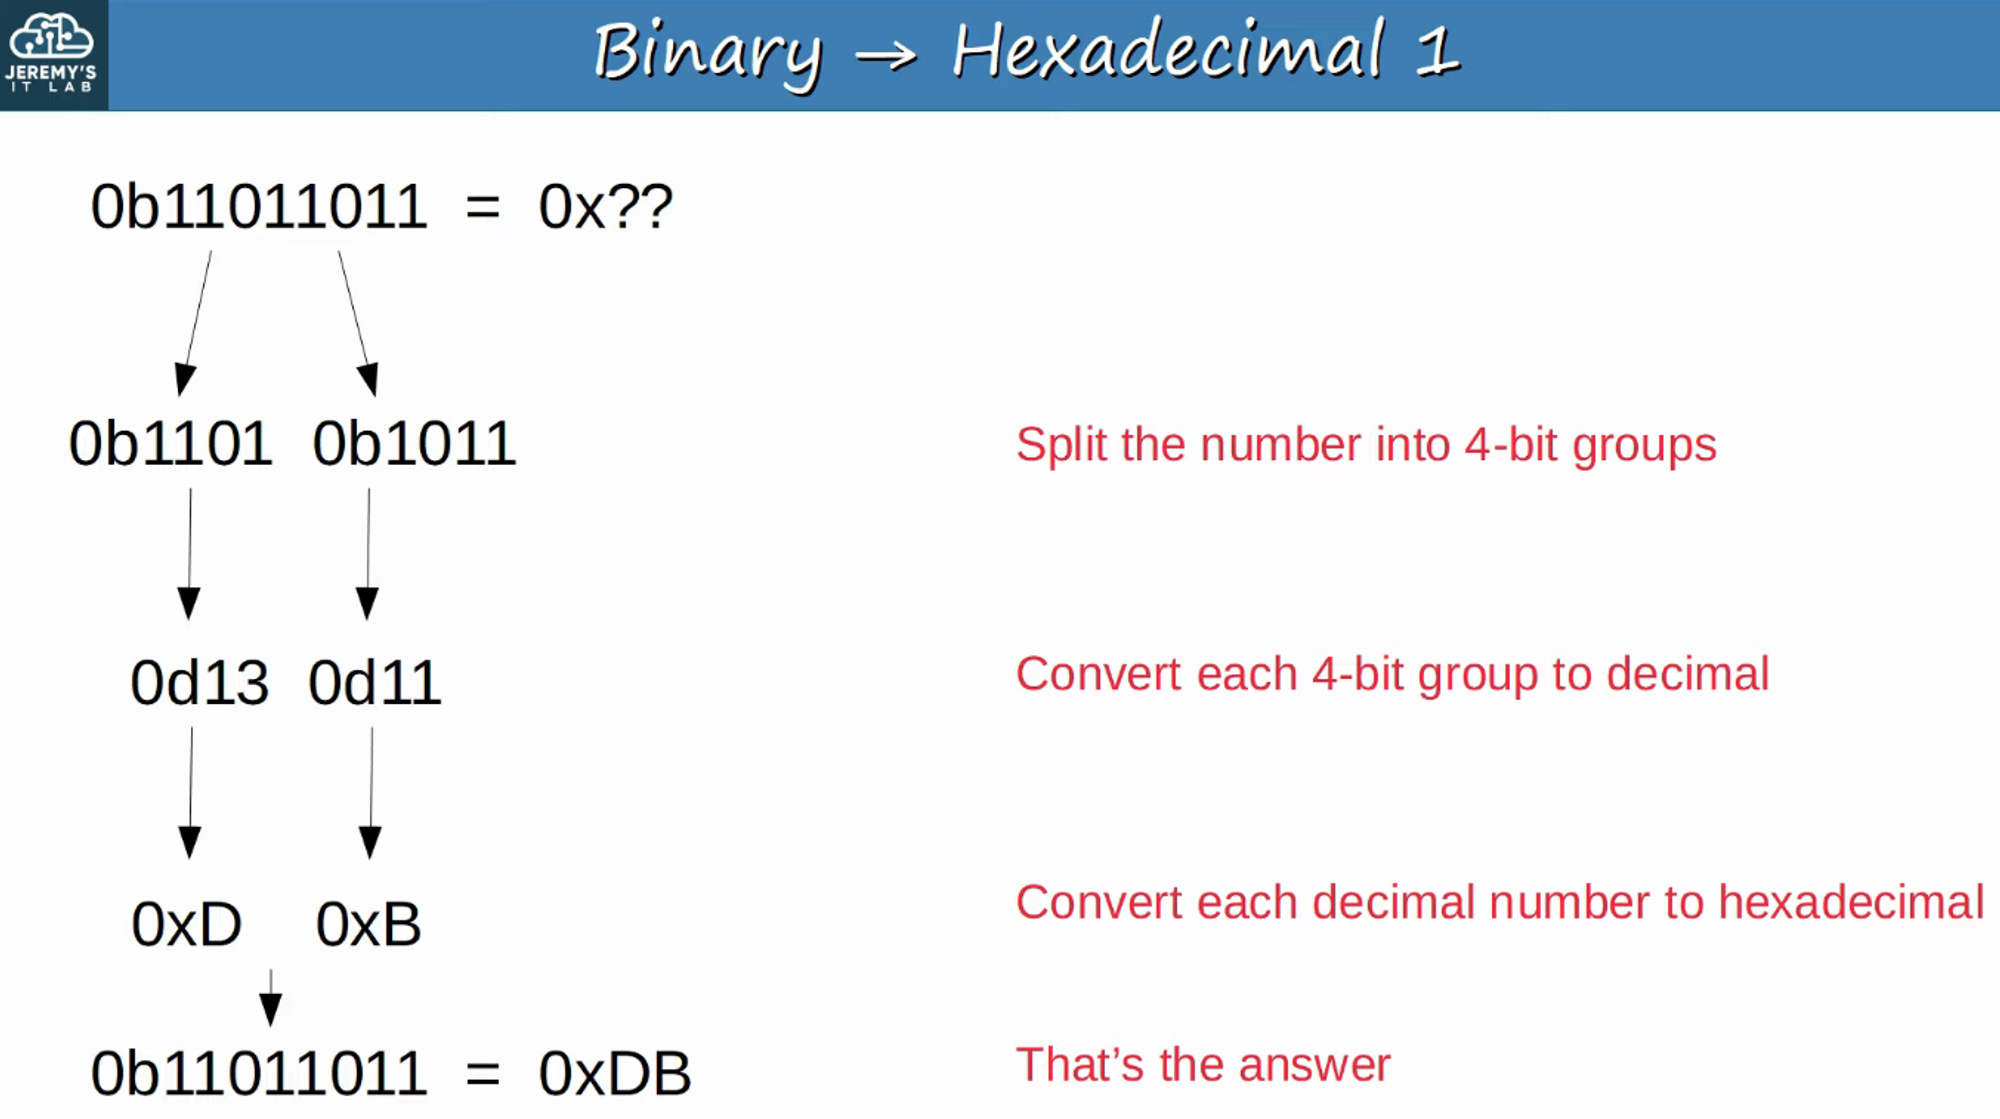 JEREMY'S
IT LAB
Binary → Hexadecimal 1
0b11011011 = 0x??
0b1101 0b1011
Split the number into 4-bit groups
0d13 0d11
Convert each 4-bit group to decimal
0xD 0xB
Convert each decimal number to hexadecimal
0b11011011 = 0xDB
That’s the answer